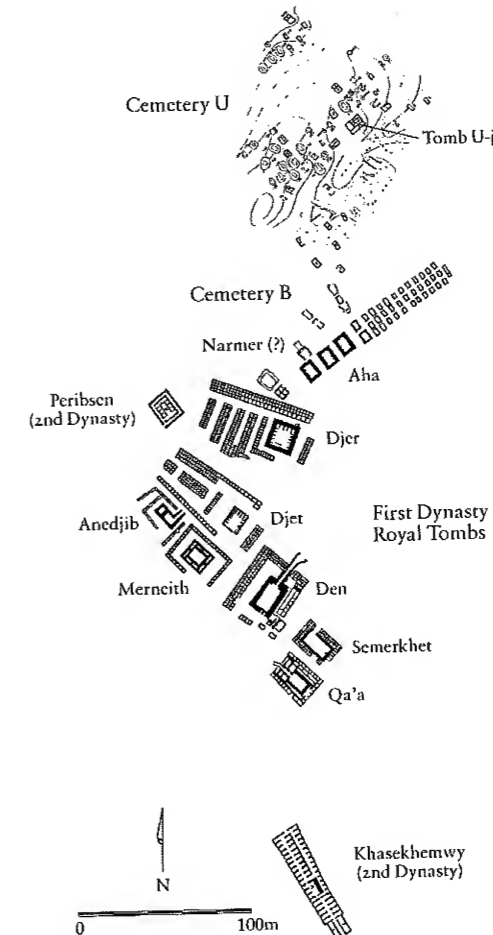 Cemetery U
Tomb U-j
Cemetery B
Narmer (?)
Aha
Peribsen
(2nd Dynasty)
Djer
Anedjib
Djet
First Dynasty
Royal Tombs
Merneith
Den
Semerkhet
Qa'a
Khasekhemwy
(2nd Dynasty)
N
0
100m